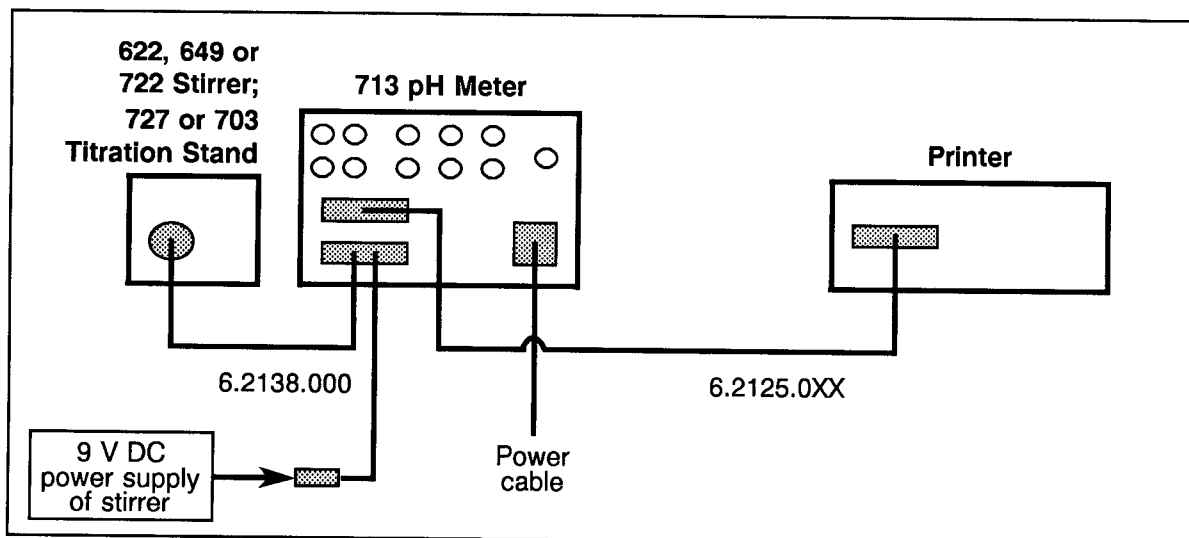 622, 649 or
722 Stirrer;
727 or 703
Titration Stand
713 pH Meter
Printer
6.2138.000
6.2125.0XX
9 V DC
power supply
of stirrer
Power
cable